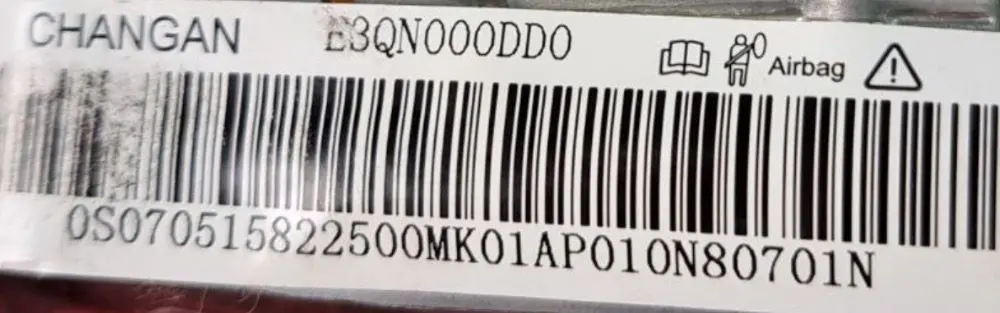 CHANGAN E3QN000DD0
Airbag
0S070515822500MK01AP010N80701N